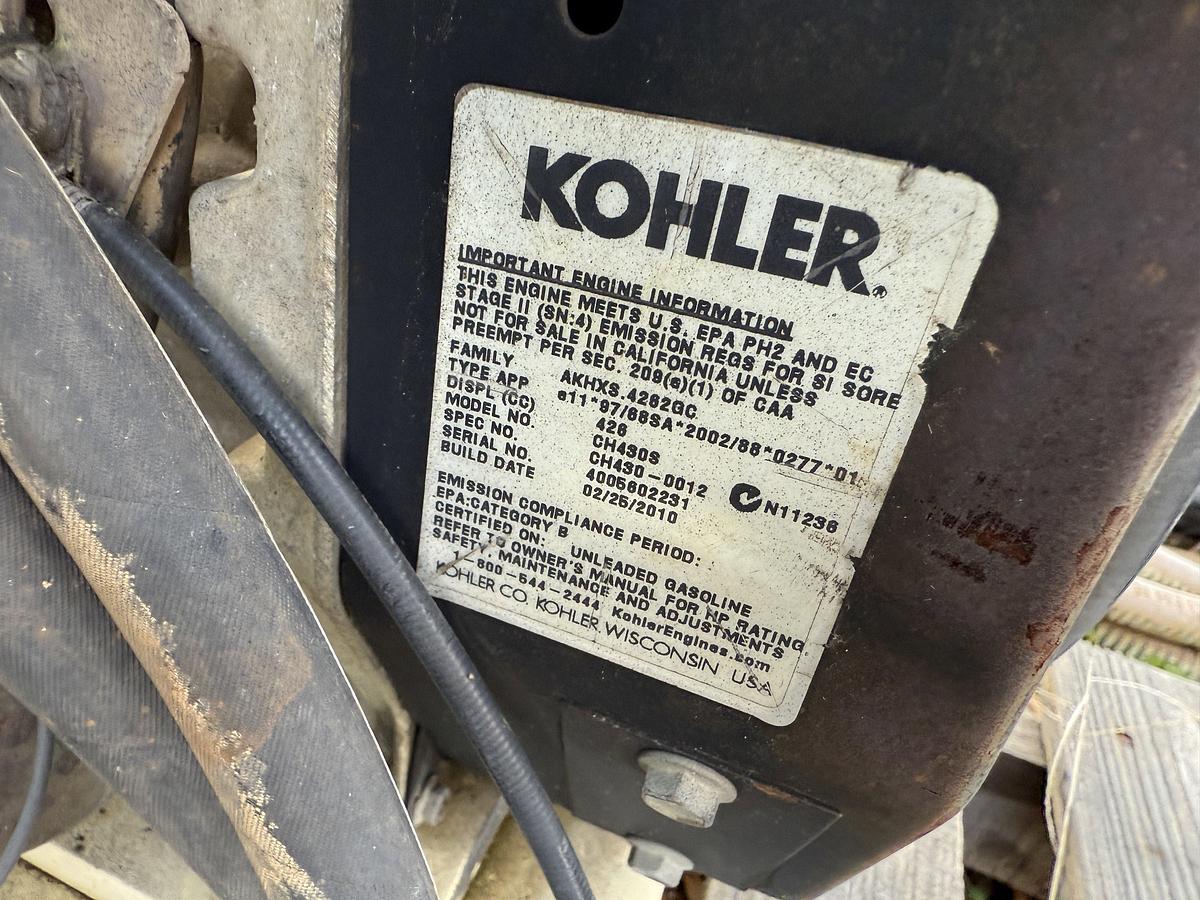 KOHLER®
IMPORTANT ENGINE INFORMATION
THIS ENGINE MEETS U.S. EPA PH2 AND EC
STAGE II (SN:4) EMISSION REGS FOR SI SORE
NOT FOR SALE IN CALIFORNIA UNLESS
PREEMPT PER SEC. 209(e)(1) OF CAA
FAMILY AKHXS.4262GC
TYPE APP e11*97/68SA*2002/88*0277*01
DISPL (CC) 426
MODEL NO. CH430S
SPEC NO. CH430-0012
SERIAL NO. 4005602231 N11236
BUILD DATE 02/25/2010
EMISSION COMPLIANCE PERIOD:
EPA:CATEGORY B
CERTIFIED ON: UNLEADED GASOLINE
REFER TO OWNER'S MANUAL FOR HP RATING,
SAFETY, MAINTENANCE AND ADJUSTMENTS
1-800-544-2444 KohlerEngines.com
KOHLER CO. KOHLER, WISCONSIN USA